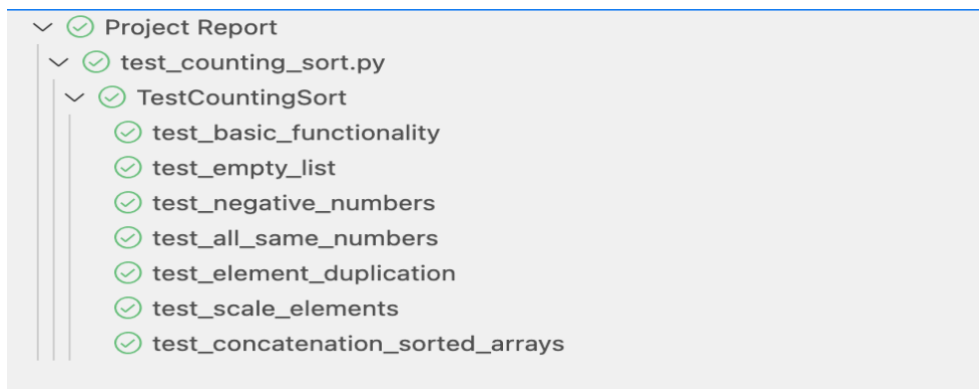 Project Report
test_counting_sort.py
TestCountingSort
test_basic_functionality
test_empty_list
test_negative_numbers
test_all_same_numbers
test_element_duplication
test_scale_elements
test_concatenation_sorted_arrays